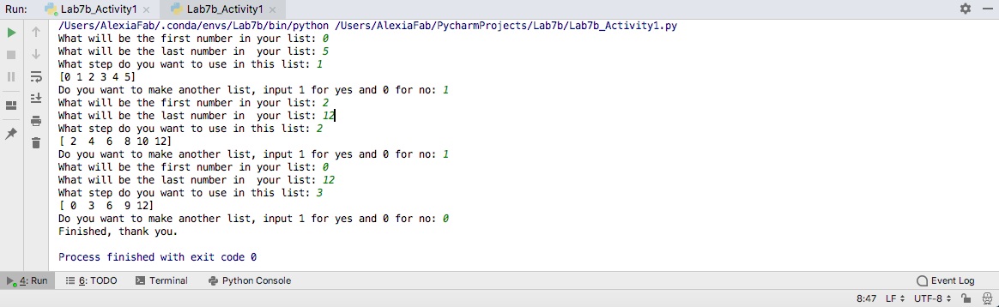 Run: Lab7b_Activity1 × Lab7b_Activity1 ×
/Users/AlexiaFab/.conda/envs/Lab7b/bin/python /Users/AlexiaFab/PycharmProjects/Lab7b/Lab7b_Activity1.py
What will be the first number in your list: 0
What will be the last number in  your list: 5
What step do you want to use in this list: 1
[0 1 2 3 4 5]
Do you want to make another list, input 1 for yes and 0 for no: 1
What will be the first number in your list: 2
What will be the last number in  your list: 12
What step do you want to use in this list: 2
[ 2  4  6  8 10 12]
Do you want to make another list, input 1 for yes and 0 for no: 1
What will be the first number in your list: 0
What will be the last number in  your list: 12
What step do you want to use in this list: 3
[ 0  3  6  9 12]
Do you want to make another list, input 1 for yes and 0 for no: 0
Finished, thank you.
Process finished with exit code 0
4: Run 6: TODO Terminal Python Console Event Log
8:47 LF UTF-8